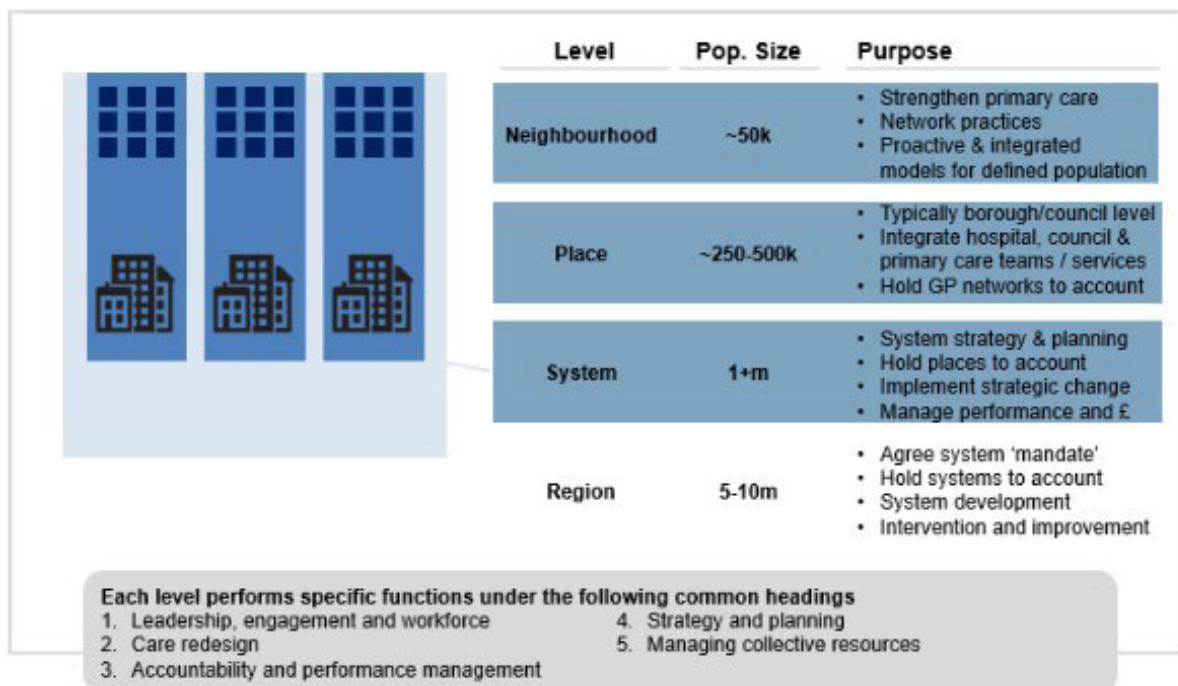 Level Pop. Size Purpose
Neighbourhood ~50k
• Strengthen primary care
• Network practices
• Proactive & integrated
models for defined population
Place ~250-500k
• Typically borough/council level
• Integrate hospital, council &
primary care teams / services
• Hold GP networks to account
System 1+m
• System strategy & planning
• Hold places to account
• Implement strategic change
• Manage performance and £
Region 5-10m
• Agree system ‘mandate’
• Hold systems to account
• System development
• Intervention and improvement
Each level performs specific functions under the following common headings
1. Leadership, engagement and workforce
2. Care redesign
3. Accountability and performance management
4. Strategy and planning
5. Managing collective resources